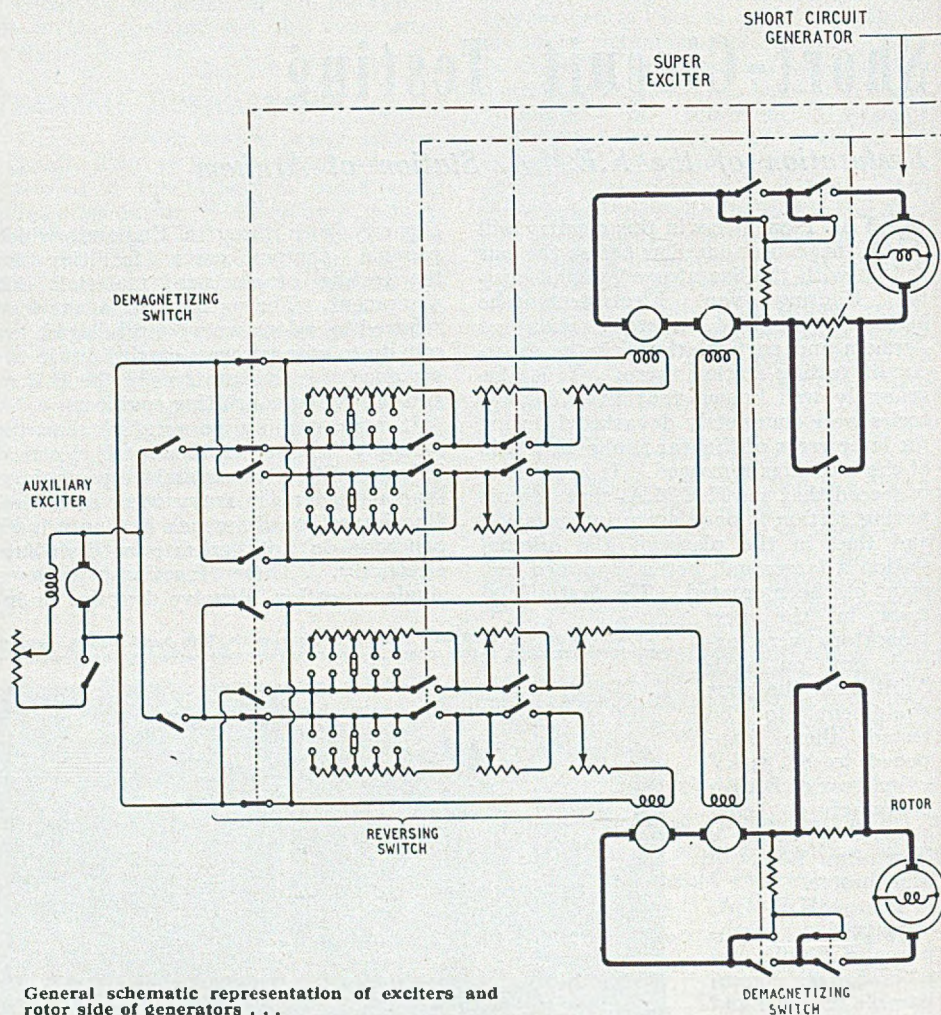 SHORT CIRCUIT
GENERATOR
SUPER
EXCITER
DEMAGNETIZING
SWITCH
AUXILIARY
EXCITER
REVERSING
SWITCH
ROTOR
DEMAGNETIZING
SWITCH
General schematic representation of exciters and
rotor side of generators . . .